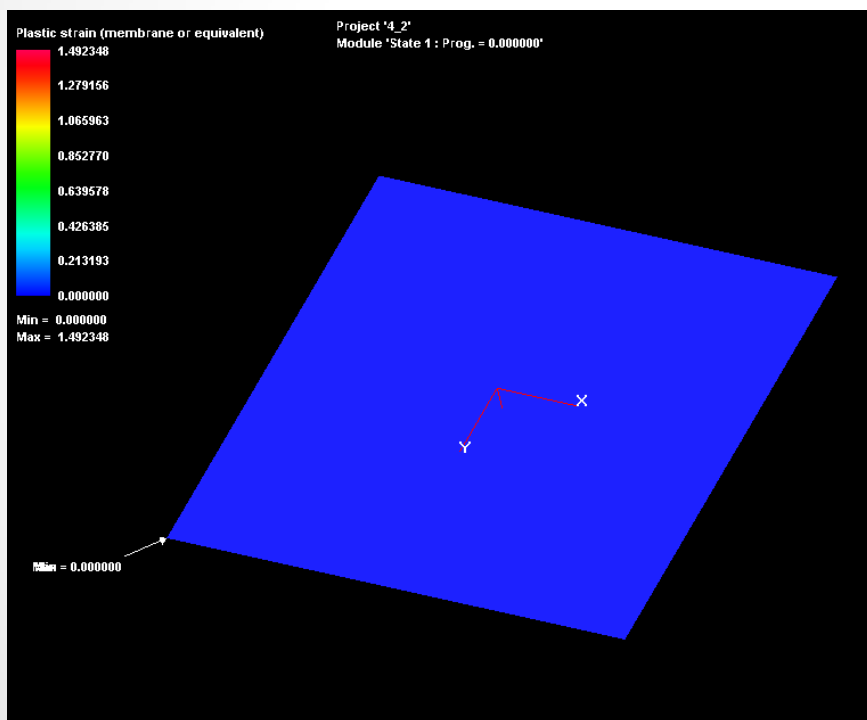 Plastic strain (membrane or equivalent)
Project '4_2'
Module 'State 1 : Prog. = 0.000000'
1.492348
1.279156
1.065963
0.852770
0.639578
0.426385
0.213193
0.000000
Min = 0.000000
Max = 1.492348
X
Y
= 0.000000